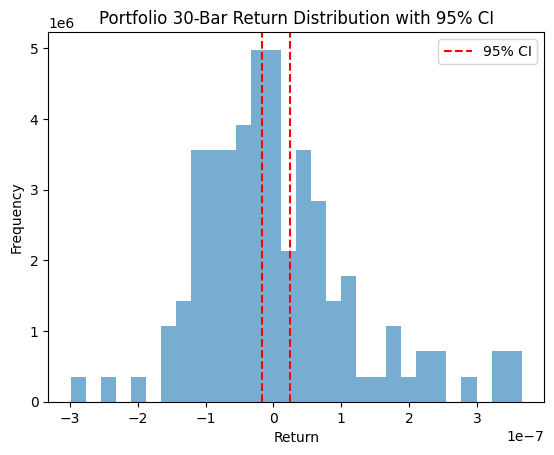 Portfolio 30-Bar Return Distribution with 95% CI
1e6
95% CI
5
4
3
2
1
0
Frequency
−3 −2 −1 0 1 2 3
Return
1e−7